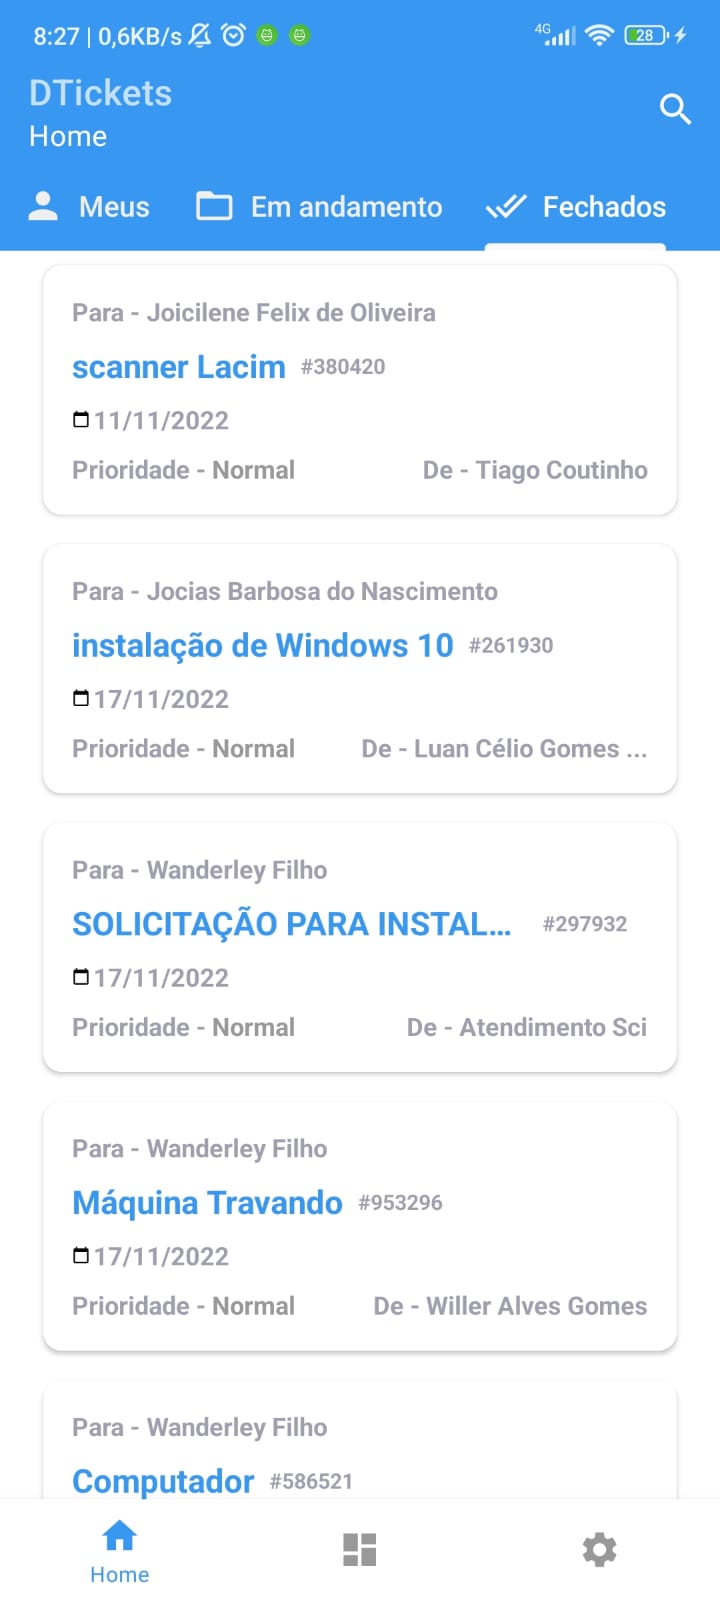 8:27 | 0,6KB/s 4G 28
DTickets
Home
Meus Em andamento Fechados
Para - Joicilene Felix de Oliveira
scanner Lacim #380420
11/11/2022
Prioridade - Normal De - Tiago Coutinho
Para - Jocias Barbosa do Nascimento
instalação de Windows 10 #261930
17/11/2022
Prioridade - Normal De - Luan Célio Gomes ...
Para - Wanderley Filho
SOLICITAÇÃO PARA INSTAL... #297932
17/11/2022
Prioridade - Normal De - Atendimento Sci
Para - Wanderley Filho
Máquina Travando #953296
17/11/2022
Prioridade - Normal De - Willer Alves Gomes
Para - Wanderley Filho
Computador #586521
Home